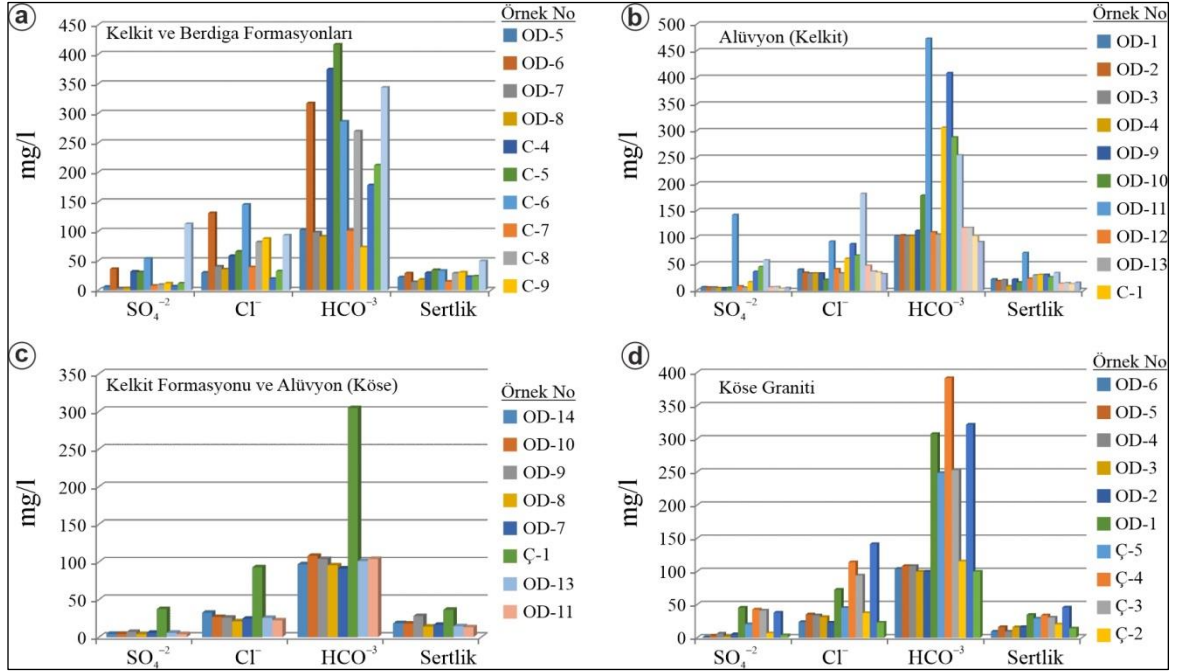 a
Kelkit ve Berdiga Formasyonları
mg/l
450
400
350
300
250
200
150
100
50
0
SO₄⁻² Cl⁻ HCO⁻³ Sertlik
Örnek No
OD-5
OD-6
OD-7
OD-8
C-4
C-5
C-6
C-7
C-8
C-9
b
Alüvyon (Kelkit)
mg/l
500
450
400
350
300
250
200
150
100
50
0
SO₄⁻² Cl⁻ HCO⁻³ Sertlik
Örnek No
OD-1
OD-2
OD-3
OD-4
OD-9
OD-10
OD-11
OD-12
OD-13
C-1
c
Kelkit Formasyonu ve Alüvyon (Köse)
mg/l
350
300
250
200
150
100
50
0
SO₄⁻² Cl⁻ HCO⁻³ Sertlik
Örnek No
OD-14
OD-10
OD-9
OD-8
OD-7
Ç-1
OD-13
OD-11
d
Köse Graniti
mg/l
400
350
300
250
200
150
100
50
0
SO₄⁻² Cl⁻ HCO⁻³ Sertlik
Örnek No
OD-6
OD-5
OD-4
OD-3
OD-2
OD-1
Ç-5
Ç-4
Ç-3
Ç-2